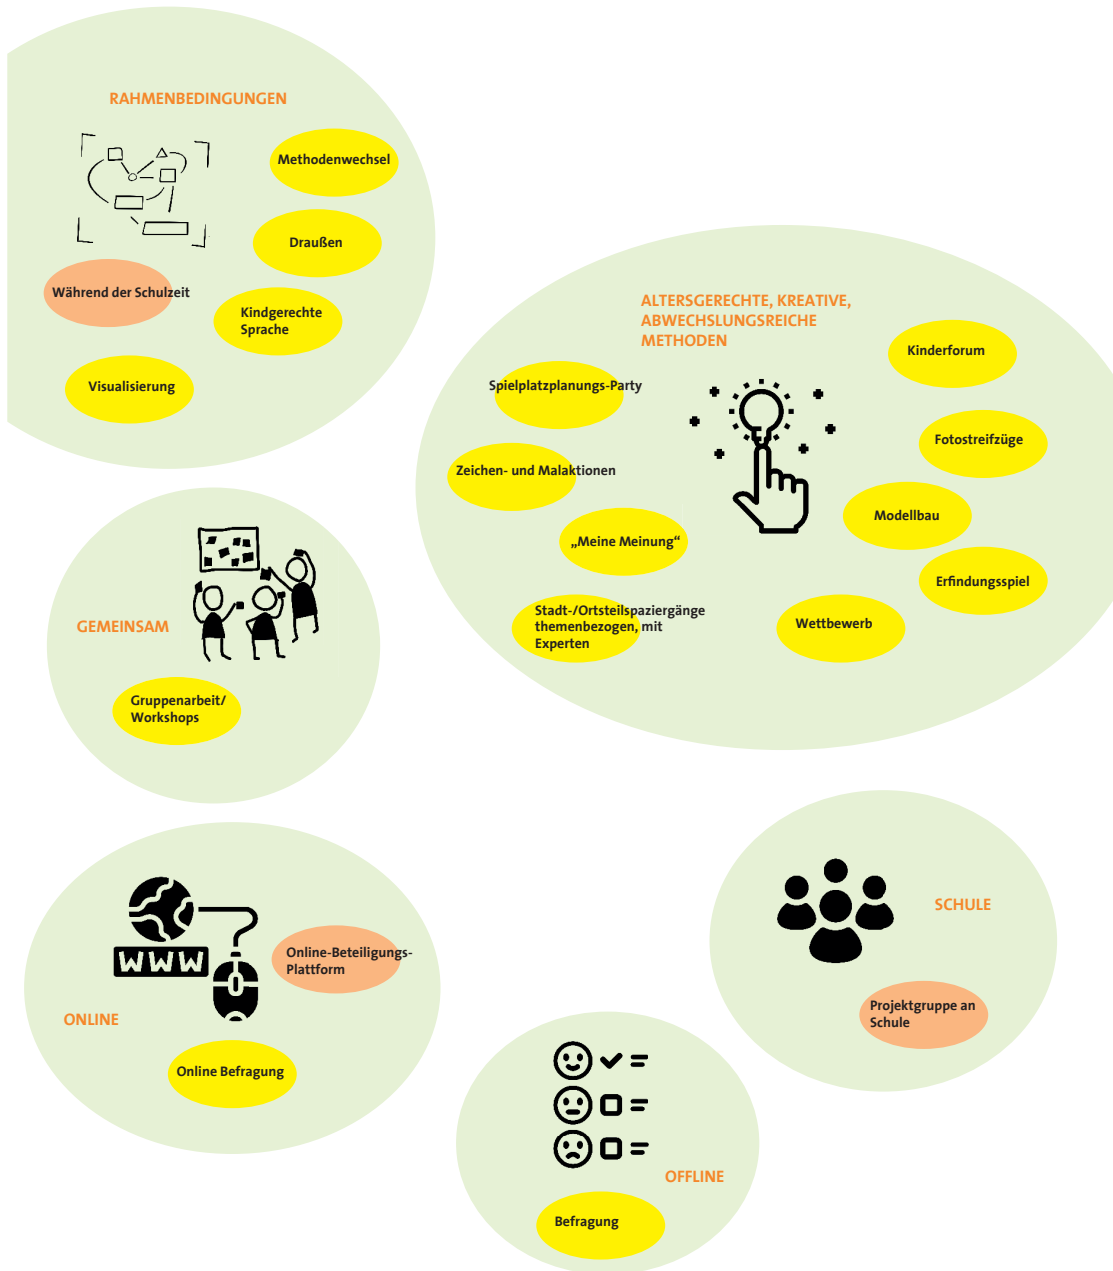 RAHMENBEDINGUNGEN
Methodenwechsel
Draußen
Während der Schulzeit
Kindgerechte
Sprache
Visualisierung
ALTERSGERECHTE, KREATIVE,
ABWECHSLUNGSREICHE
METHODEN
Kinderforum
Spielplatzplanungs-Party
Fotostreifzüge
Zeichen- und Malaktionen
Modellbau
„Meine Meinung“
Erfindungsspiel
Stadt-/Ortsteilspaziergänge
themenbezogen, mit
Experten
Wettbewerb
GEMEINSAM
Gruppenarbeit/
Workshops
WWW
Online-Beteiligungs-
Plattform
ONLINE
Online Befragung
SCHULE
Projektgruppe an
Schule
OFFLINE
Befragung